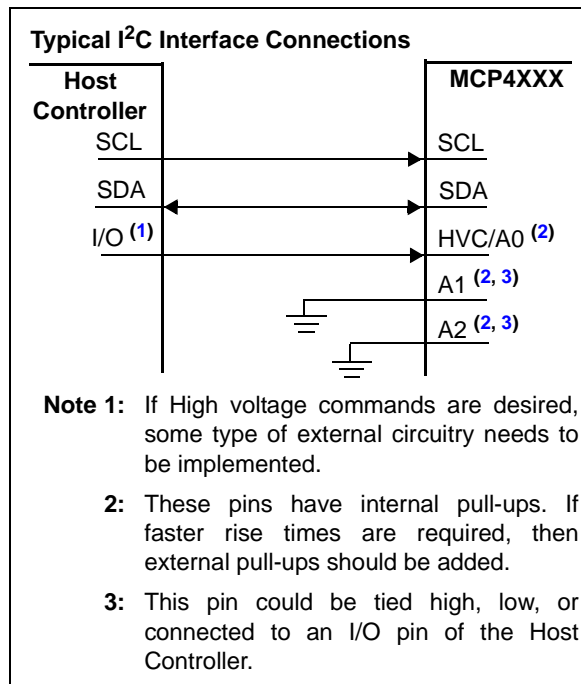 Typical I²C Interface Connections
Host
Controller
MCP4XXX
SCL
SCL
SDA
SDA
I/O (1)
HVC/A0 (2)
A1 (2, 3)
A2 (2, 3)
Note 1: If High voltage commands are desired,
some type of external circuitry needs to
be implemented.
2: These pins have internal pull-ups. If
faster rise times are required, then
external pull-ups should be added.
3: This pin could be tied high, low, or
connected to an I/O pin of the Host
Controller.